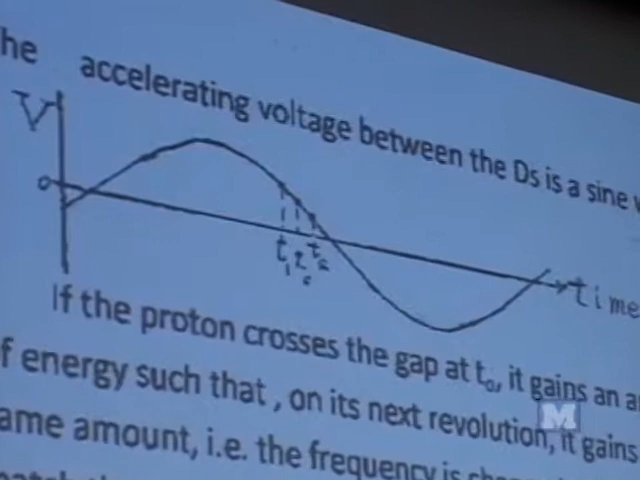 he accelerating voltage between the Ds is a sine
V
o
t₁ t₀ t₂
time
If the proton crosses the gap at t₀, it gains an
f energy such that, on its next revolution, it gains
ame amount, i.e. the frequency is
M